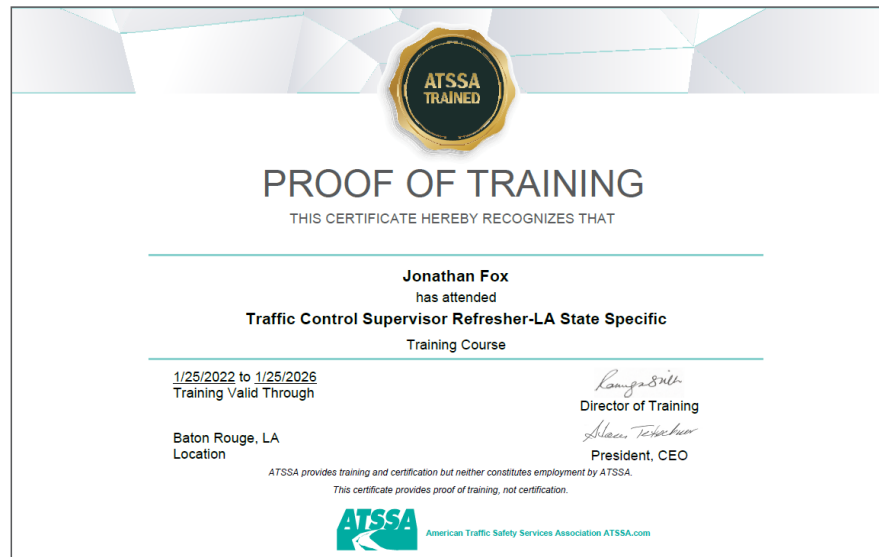 ATSSA
TRAINED
PROOF OF TRAINING
THIS CERTIFICATE HEREBY RECOGNIZES THAT
Jonathan Fox
has attended
Traffic Control Supervisor Refresher-LA State Specific
Training Course
1/25/2022 to 1/25/2026
Training Valid Through
Director of Training
Baton Rouge, LA
Location
President, CEO
ATSSA provides training and certification but neither constitutes employment by ATSSA.
This certificate provides proof of training, not certification.
ATSSA
American Traffic Safety Services Association ATSSA.com